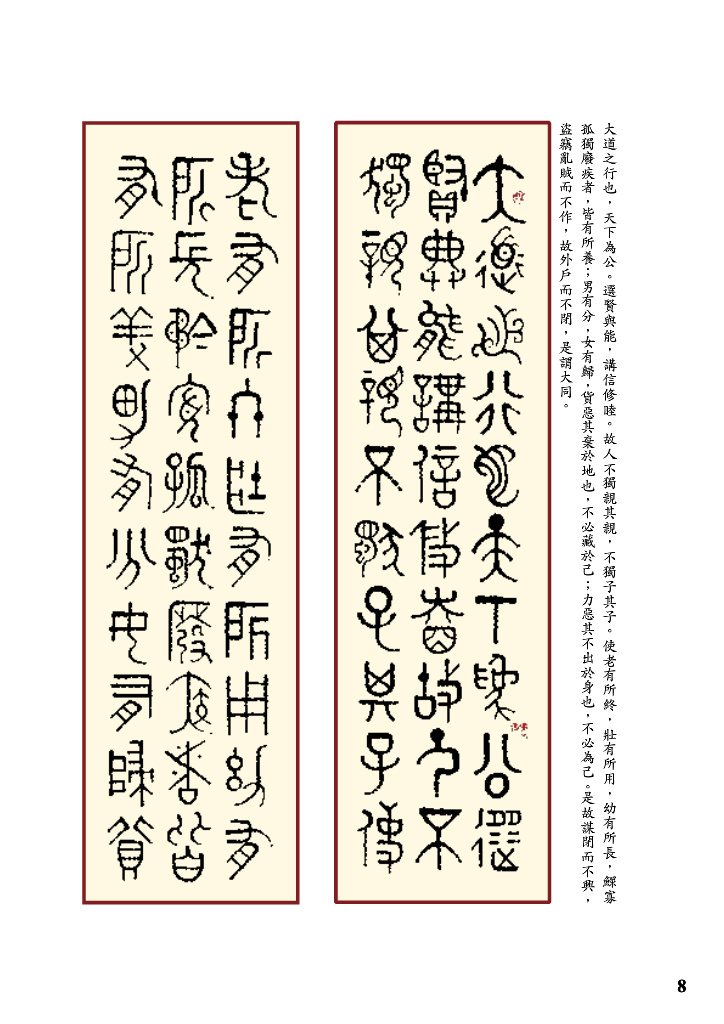 大道之行也,天下為公。選賢與能,講信修睦。故人不獨親其親,不獨子其子。使老有所終,壯有所用,幼有所長,鰥寡
孤獨廢疾者,皆有所養;男有分,女有歸,貨惡其棄於地也,不必藏於己;力惡其不出於身也,不必為己。是故謀閉而不興,
盜竊亂賊而不作,故外戶而不閉,是謂大同。
大道之行也天下為公選
賢與能講信修睦故人不
獨親其親不獨子其子使
老有所終壯有所用幼有
所長矜寡孤獨廢疾者皆
有所養男有分女有歸貨
8